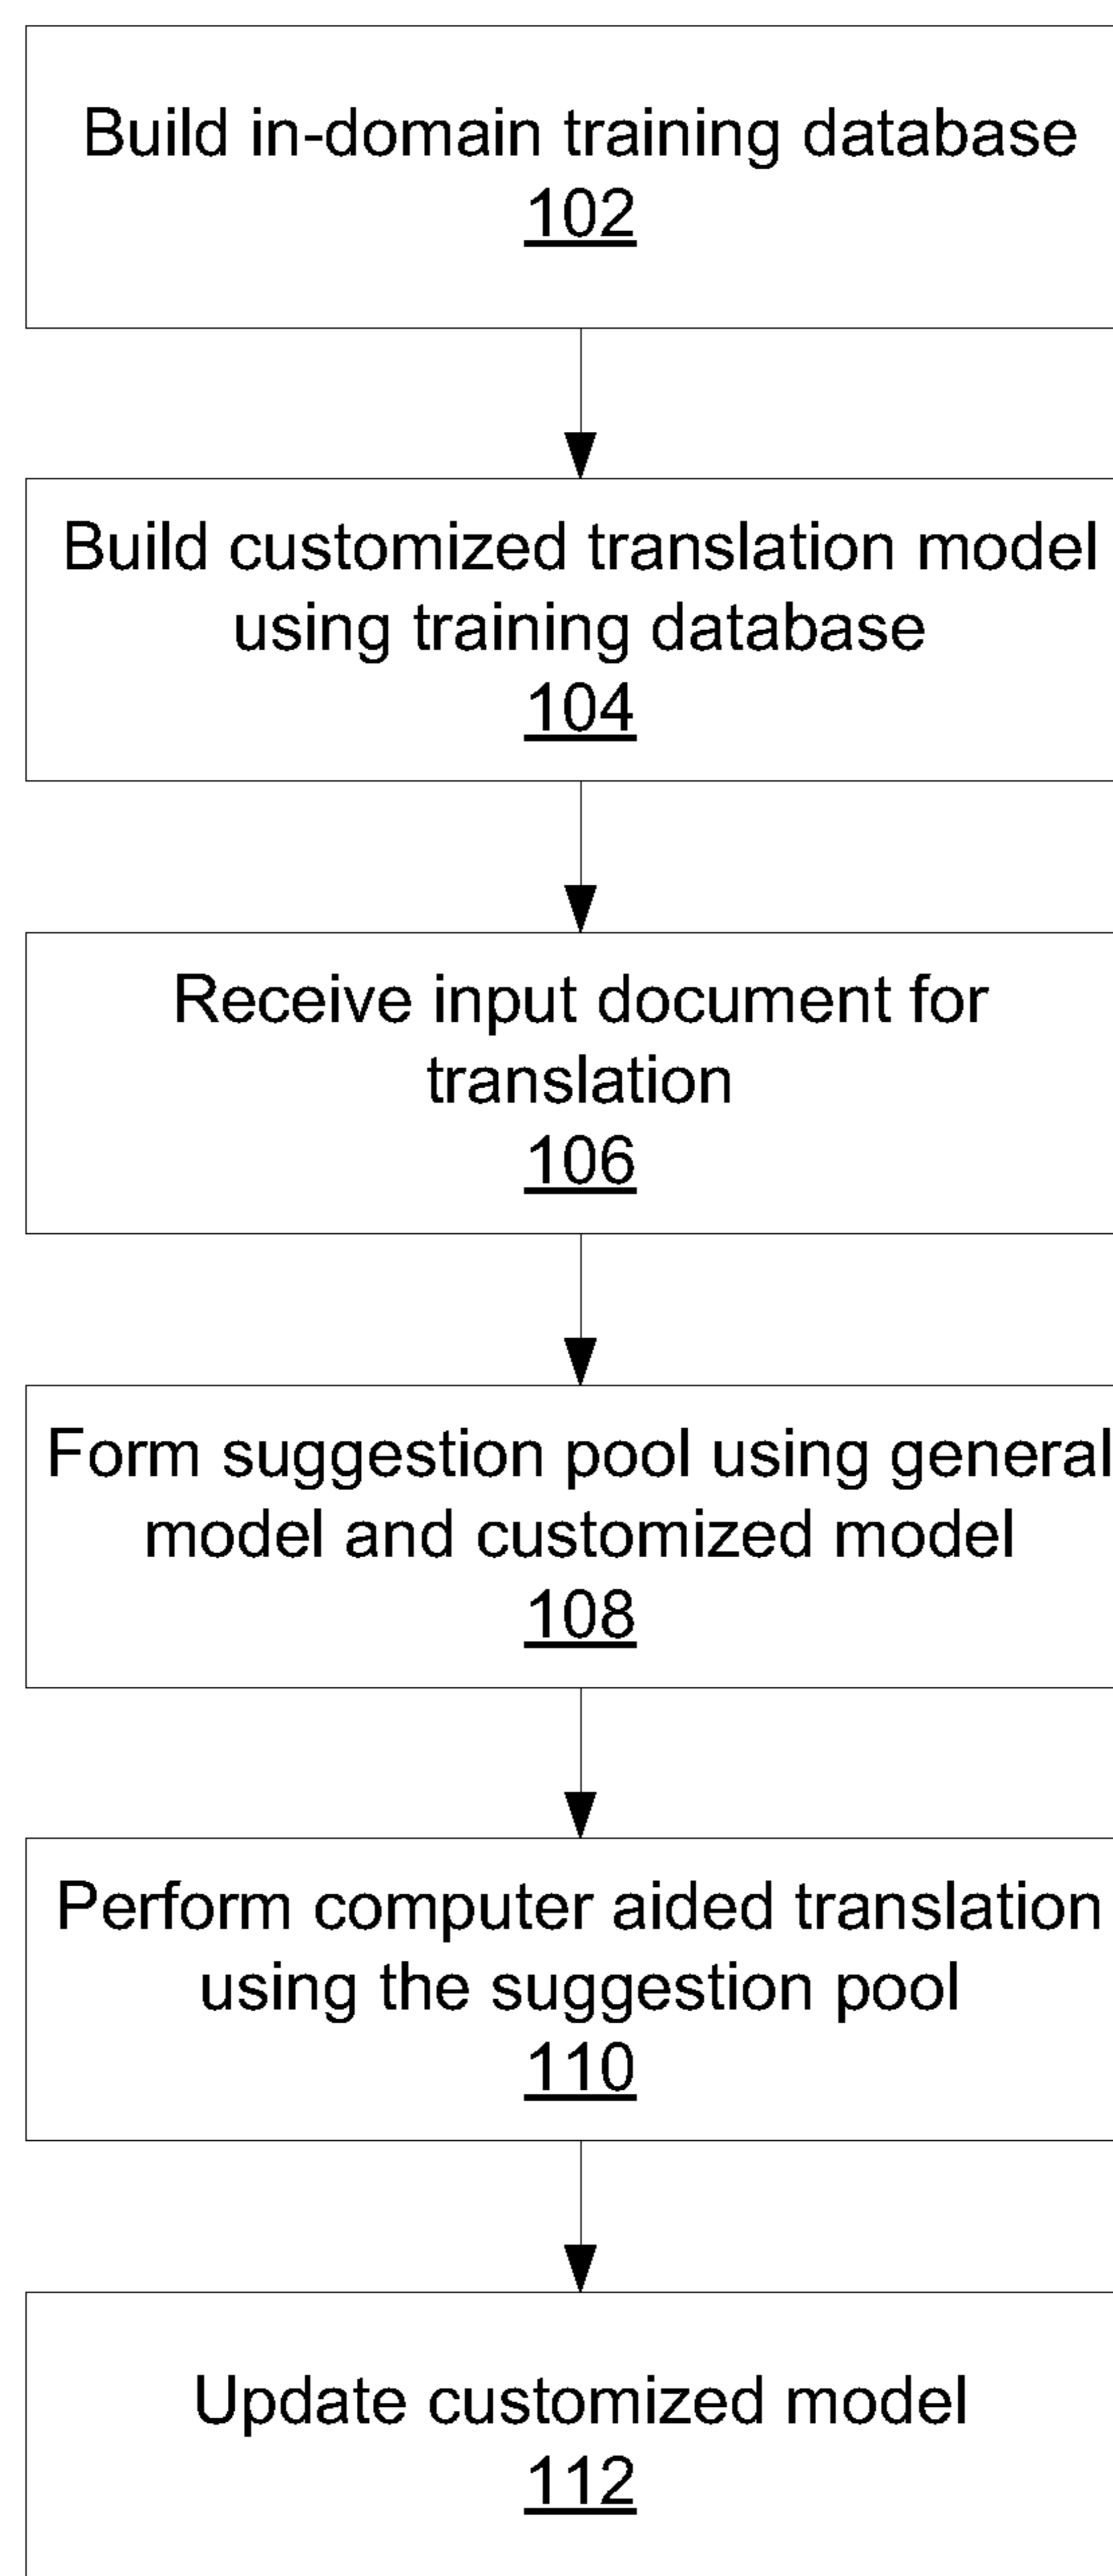 Build in-domain training database
102
Build customized translation model
using training database
104
Receive input document for
translation
106
Form suggestion pool using general
model and customized model
108
Perform computer aided translation
using the suggestion pool
110
Update customized model
112